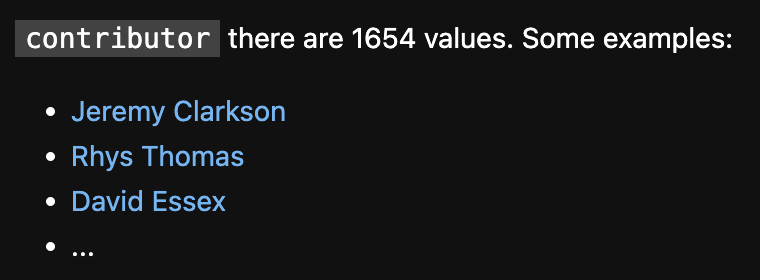 contributor there are 1654 values. Some examples:
• Jeremy Clarkson
• Rhys Thomas
• David Essex
• ...